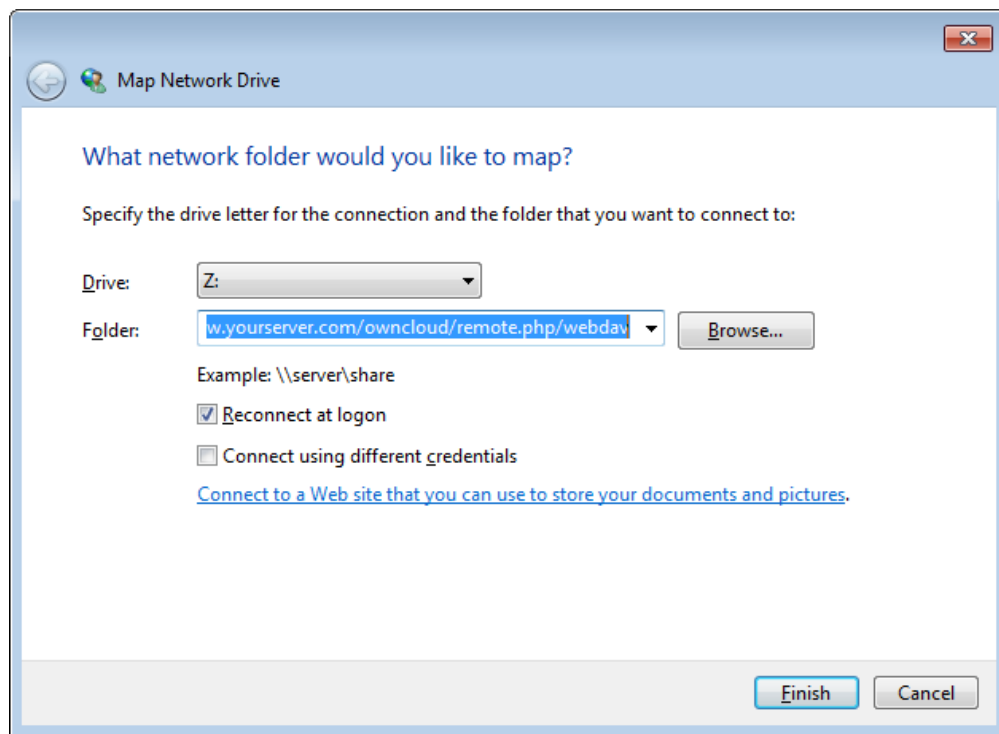 Map Network Drive
What network folder would you like to map?
Specify the drive letter for the connection and the folder that you want to connect to:
Drive: Z:
Folder: w.yourserver.com/owncloud/remote.php/webdav Browse...
Example: \\server\share
Reconnect at logon
Connect using different credentials
Connect to a Web site that you can use to store your documents and pictures.
Finish Cancel